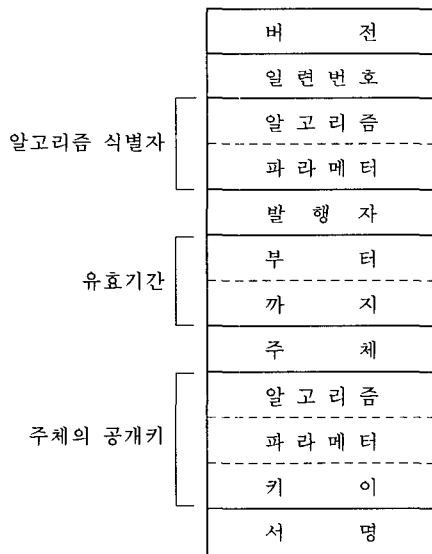 버 전
일 련 번 호
알고리즘 식별자
알 고 리 즘
파 라 메 터
발 행 자
유효기간
부 터
까 지
주 체
주체의 공개키
알 고 리 즘
파 라 메 터
키 이
서 명